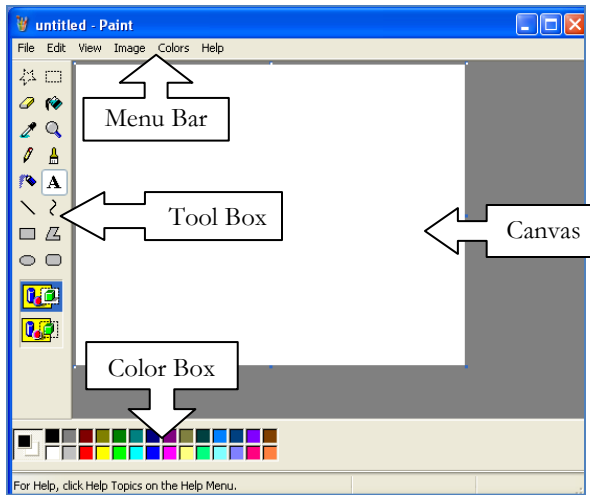 untitled - Paint
File Edit View Image Colors Help
Menu Bar
A
Tool Box
Canvas
Color Box
For Help, click Help Topics on the Help Menu.